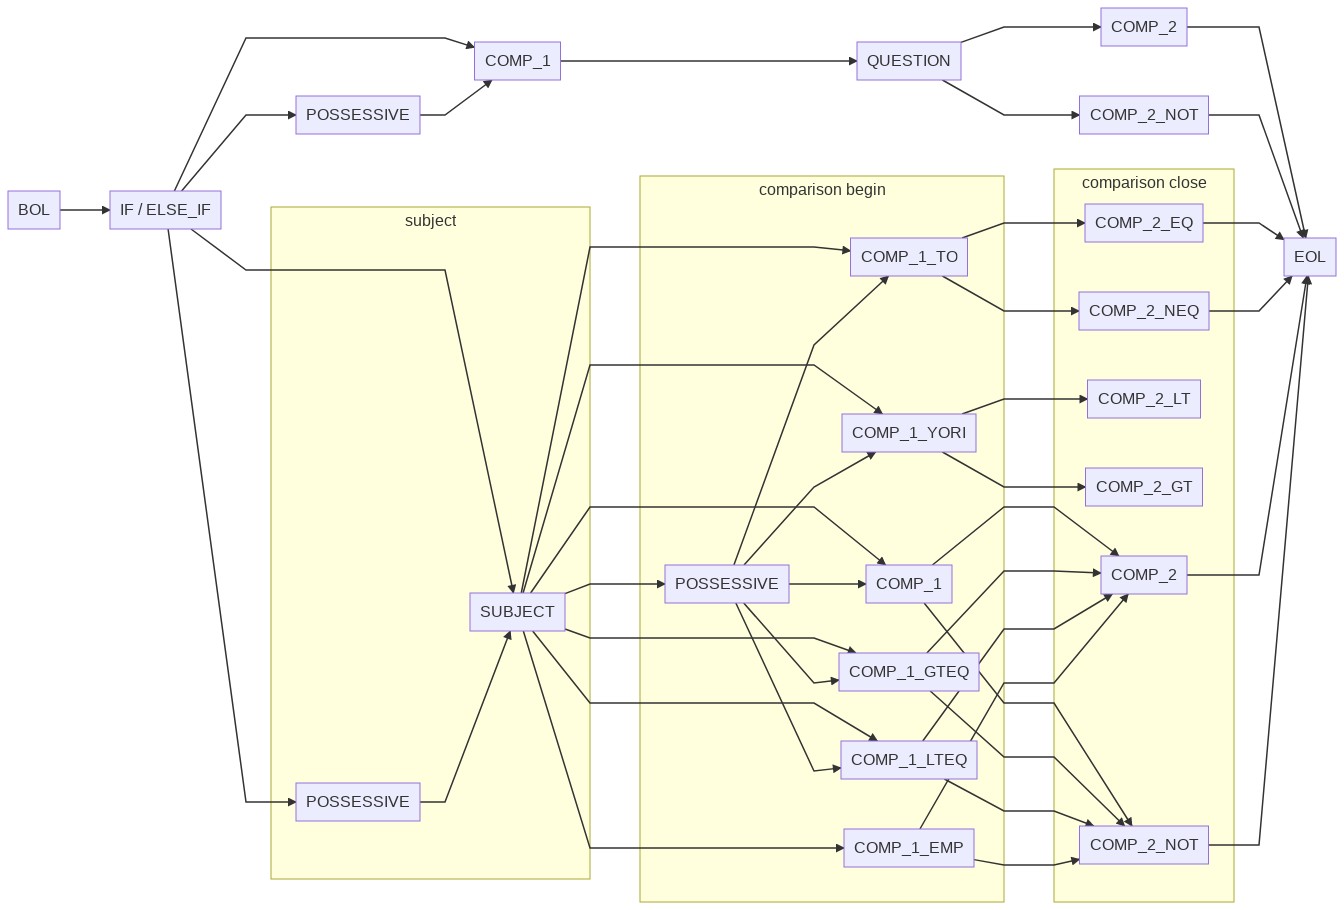 COMP_2
COMP_1
QUESTION
POSSESSIVE
COMP_2_NOT
BOL
IF / ELSE_IF
subject
comparison begin
comparison close
COMP_2_EQ
COMP_1_TO
EOL
COMP_2_NEQ
COMP_2_LT
COMP_1_YORI
COMP_2_GT
POSSESSIVE
COMP_1
COMP_2
SUBJECT
COMP_1_GTEQ
COMP_1_LTEQ
POSSESSIVE
COMP_1_EMP
COMP_2_NOT